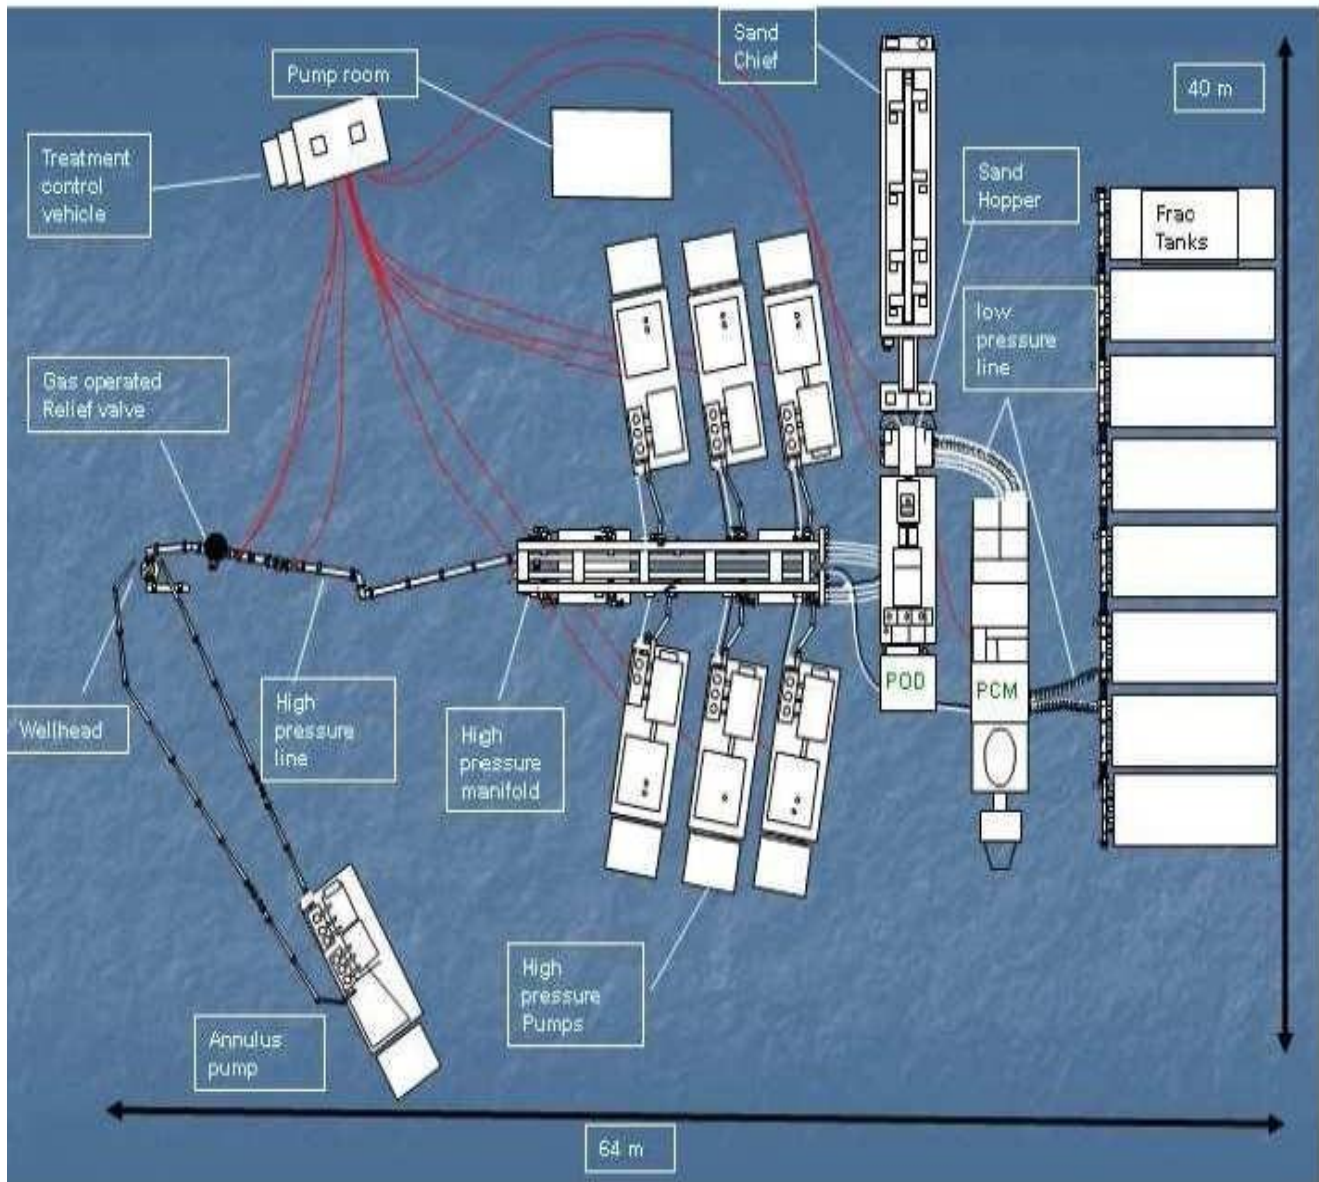 Sand
Chief
40 m
Pump room
Treatment
control
vehicle
Sand
Hopper
Frac
Tanks
low
pressure
line
Gas operated
Relief valve
POD
PCM
Wellhead
High
pressure
line
High
pressure
manifold
High
pressure
Pumps
Annulus
pump
64 m